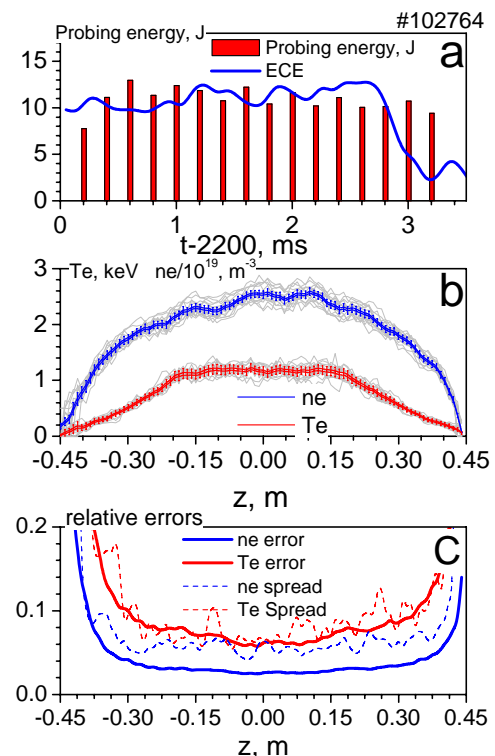 #102764
Probing energy, J
a
Probing energy, J
ECE
15
10
5
0
0 1 2 3
t-2200, ms
Te, keV ne/10^19, m^-3
b
3
2
1
0
ne
Te
-0.45 -0.30 -0.15 0.00 0.15 0.30 0.45
z, m
relative errors
C
0.2
0.1
0.0
ne error
Te error
ne spread
Te Spread
-0.45 -0.30 -0.15 0.00 0.15 0.30 0.45
z, m